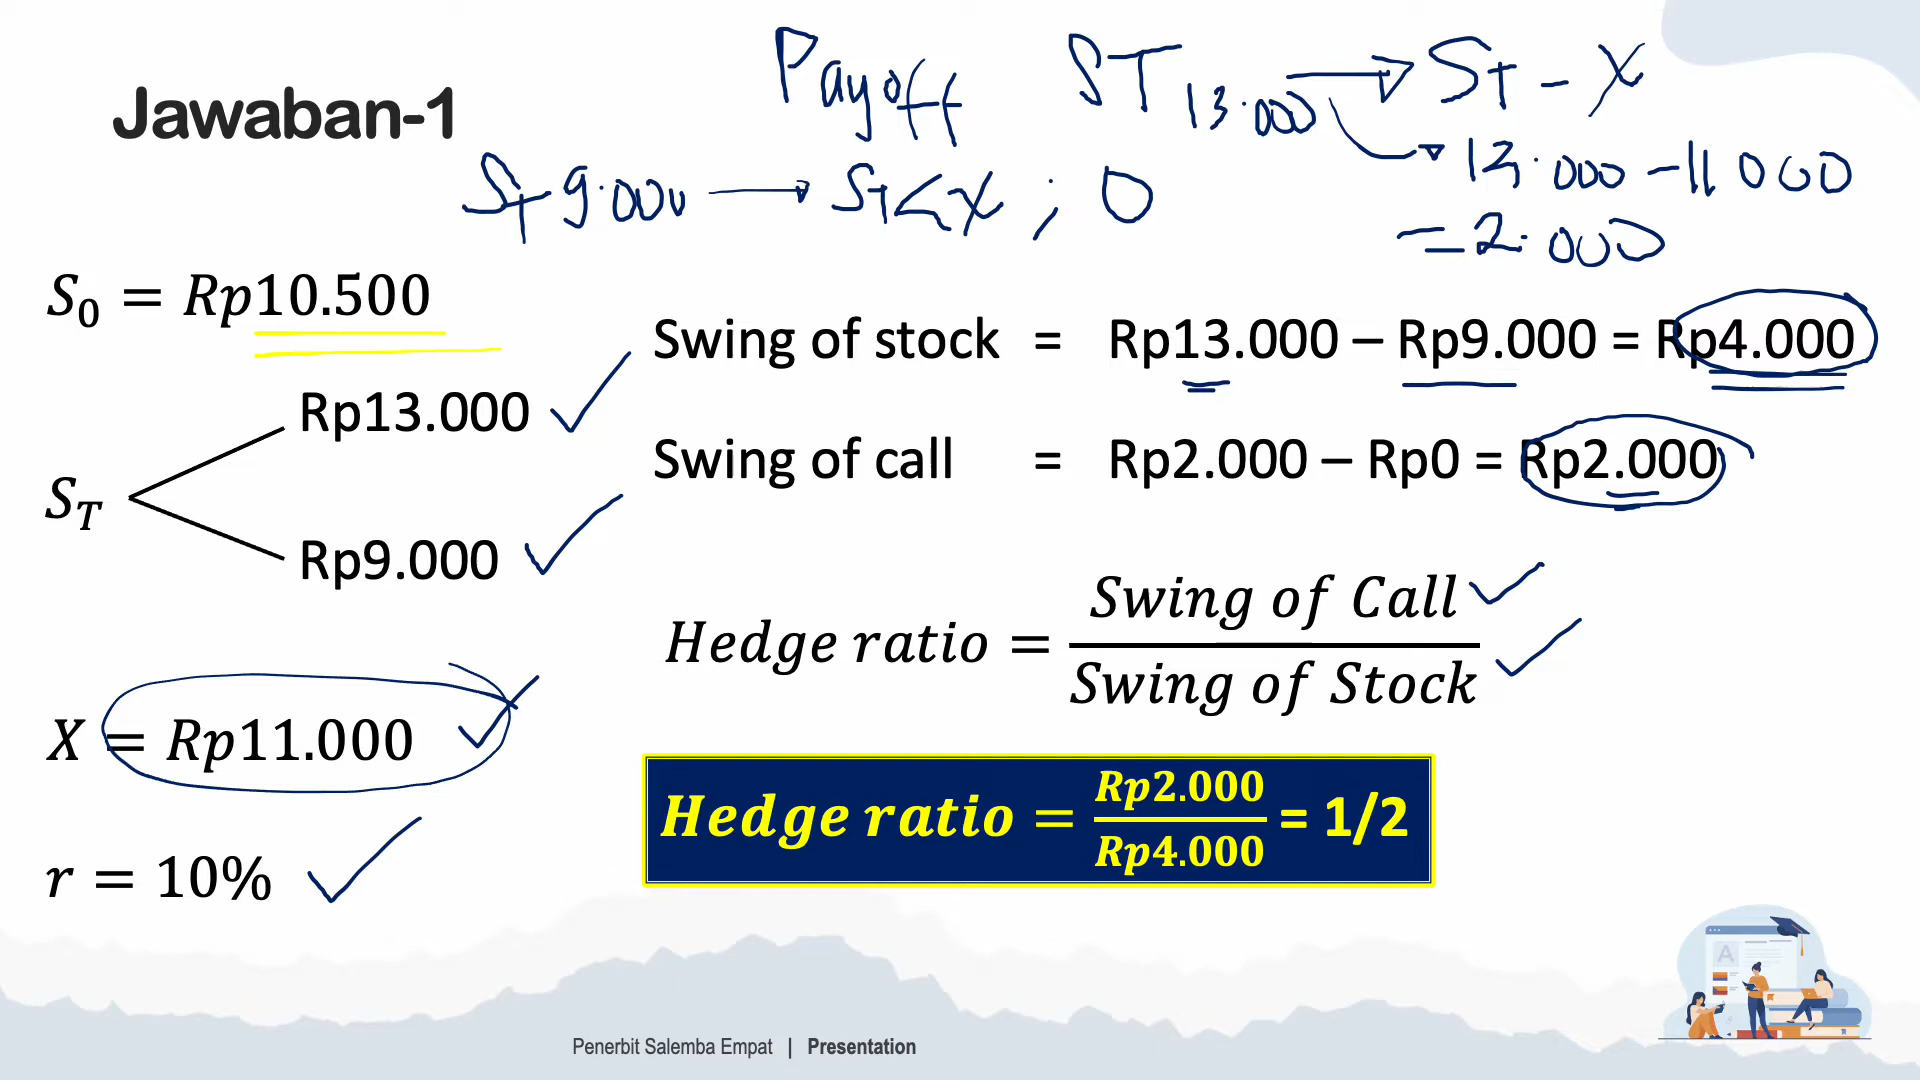 Payoff ST 13.000 → ST - X
Jawaban-1
13.000 - 11 000
ST 9.000 → ST < X ; 0
= 2.000
S0 = Rp10.500
Swing of stock = Rp13.000 – Rp9.000 = Rp4.000
Rp13.000
Swing of call = Rp2.000 – Rp0 = Rp2.000
ST
Rp9.000
Hedge ratio = Swing of Call
Swing of Stock
X = Rp11.000
Hedge ratio = Rp2.000 = 1/2
Rp4.000
r = 10%
A
Penerbit Salemba Empat | Presentation